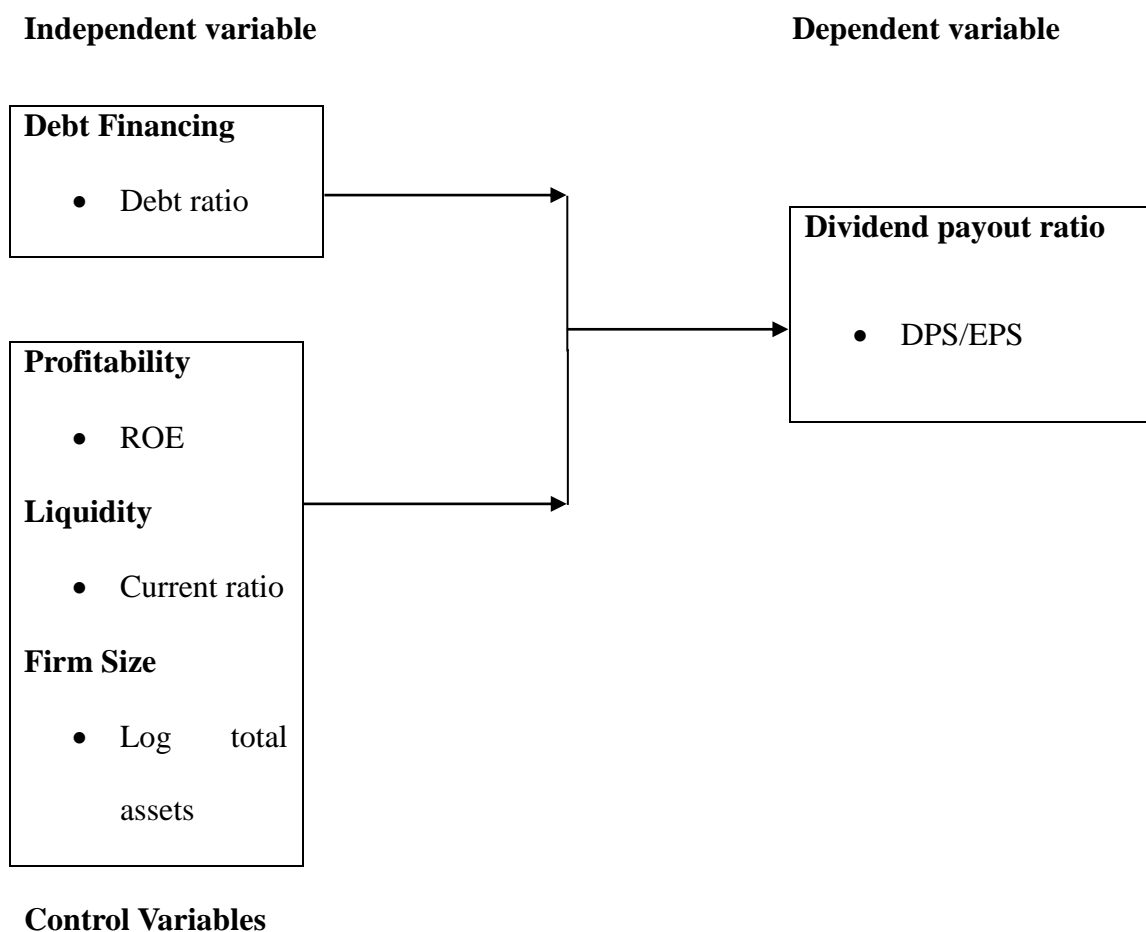 Independent variable
Dependent variable
Debt Financing
• Debt ratio
Dividend payout ratio
• DPS/EPS
Profitability
• ROE
Liquidity
• Current ratio
Firm Size
• Log total
assets
Control Variables